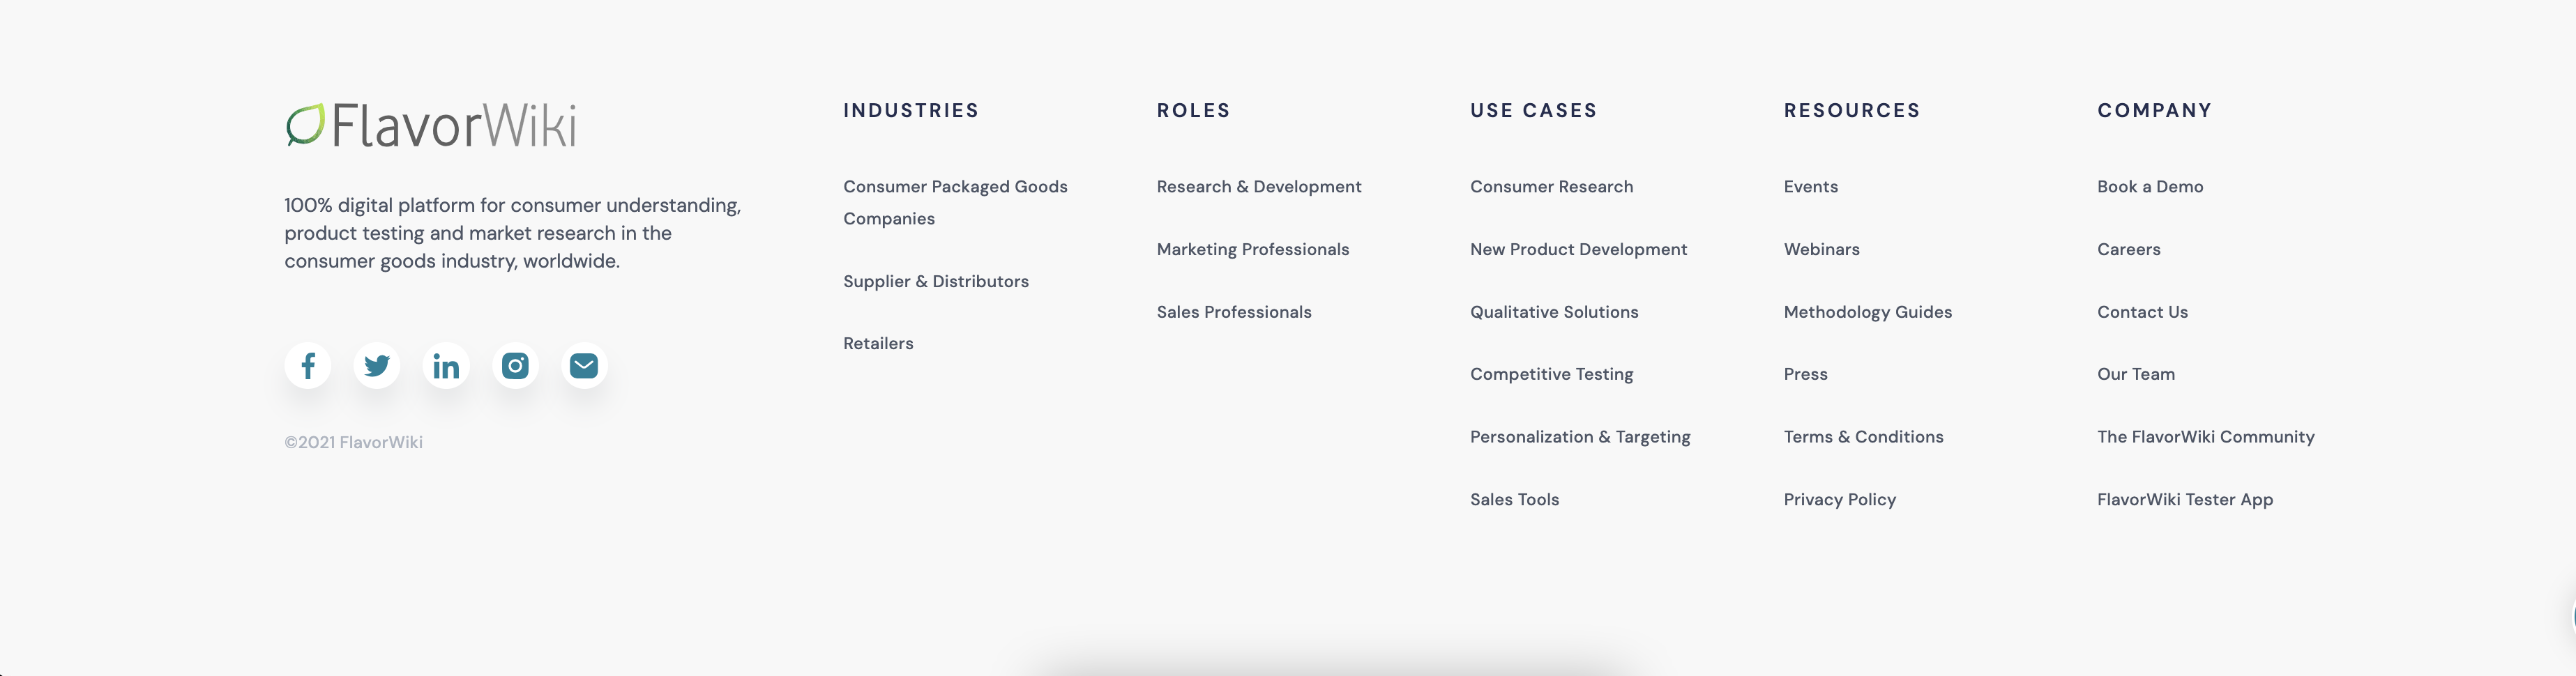 FlavorWiki
100% digital platform for consumer understanding,
product testing and market research in the
consumer goods industry, worldwide.
©2021 FlavorWiki
INDUSTRIES
Consumer Packaged Goods
Companies
Supplier & Distributors
Retailers
ROLES
Research & Development
Marketing Professionals
Sales Professionals
USE CASES
Consumer Research
New Product Development
Qualitative Solutions
Competitive Testing
Personalization & Targeting
Sales Tools
RESOURCES
Events
Webinars
Methodology Guides
Press
Terms & Conditions
Privacy Policy
COMPANY
Book a Demo
Careers
Contact Us
Our Team
The FlavorWiki Community
FlavorWiki Tester App